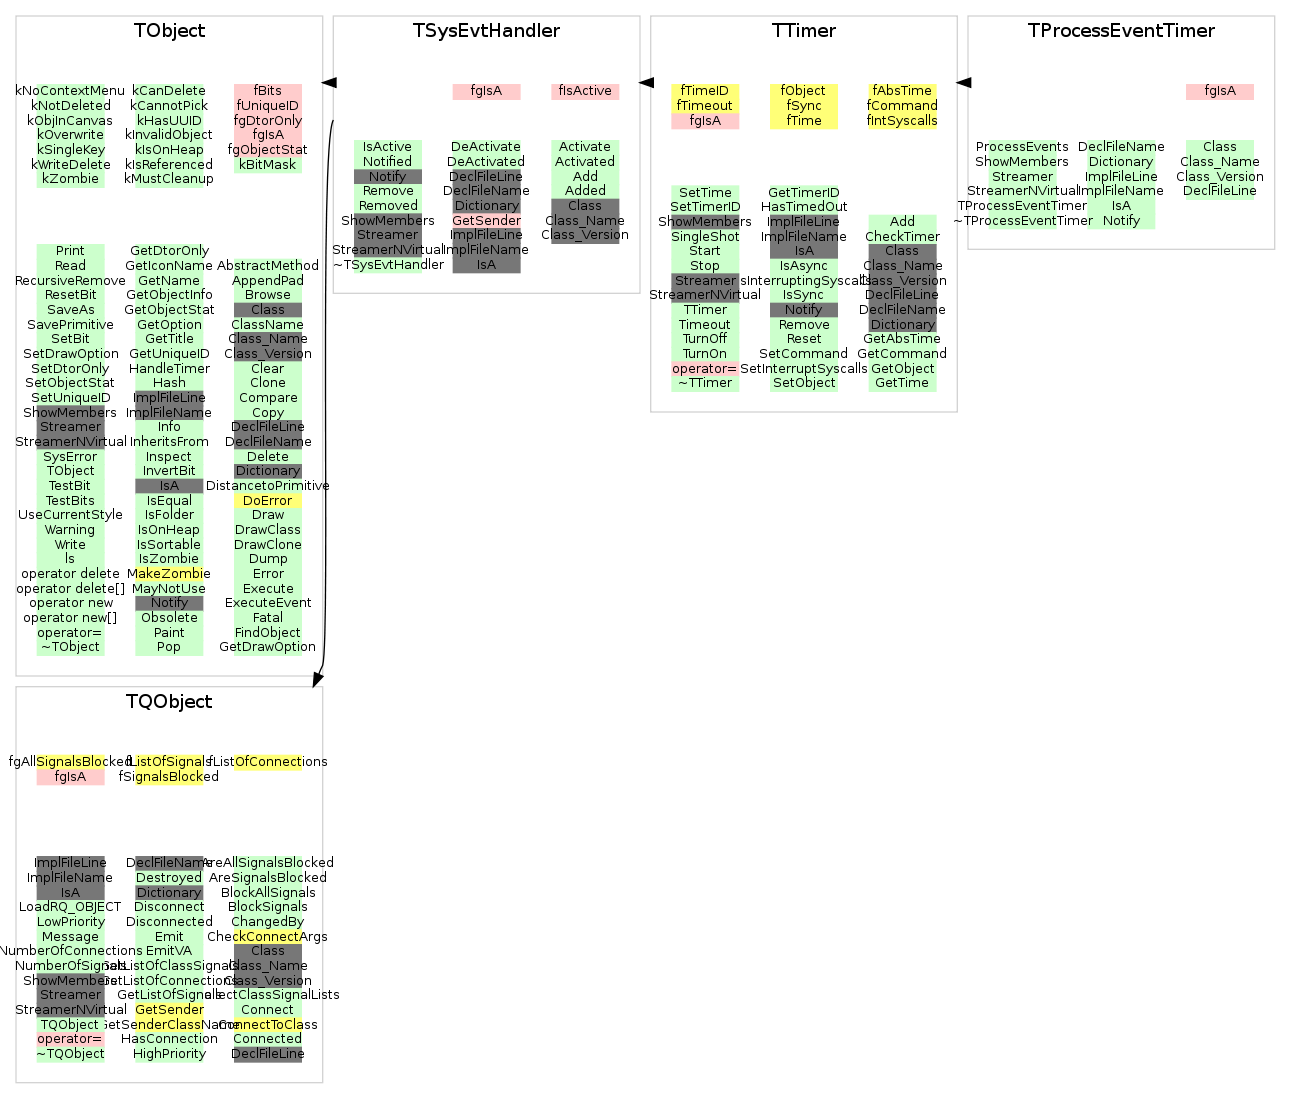 TObject
kNoContextMenu
kNotDeleted
kObjInCanvas
kOverwrite
kSingleKey
kWriteDelete
kZombie
kCanDelete
kCannotPick
kHasUUID
kInvalidObject
kIsOnHeap
kIsReferenced
kMustCleanup
fBits
fUniqueID
fgDtorOnly
fgIsA
fgObjectStat
kBitMask
Print
Read
RecursiveRemove
ResetBit
SaveAs
SavePrimitive
SetBit
SetDrawOption
SetDtorOnly
SetObjectStat
SetUniqueID
ShowMembers
Streamer
StreamerNVirtual
SysError
TObject
TestBit
TestBits
UseCurrentStyle
Warning
Write
ls
operator delete
operator delete[]
operator new
operator new[]
operator=
~TObject
GetDtorOnly
GetIconName
GetName
GetObjectInfo
GetObjectStat
GetOption
GetTitle
GetUniqueID
HandleTimer
Hash
ImplFileLine
ImplFileName
Info
InheritsFrom
Inspect
InvertBit
IsA
IsEqual
IsFolder
IsOnHeap
IsSortable
IsZombie
MakeZombie
MayNotUse
Notify
Obsolete
Paint
Pop
AbstractMethod
AppendPad
Browse
Class
ClassName
Class_Name
Class_Version
Clear
Clone
Compare
Copy
DeclFileLine
DeclFileName
Delete
Dictionary
DistancetoPrimitive
DoError
Draw
DrawClass
DrawClone
Dump
Error
Execute
ExecuteEvent
Fatal
FindObject
GetDrawOption
TSysEvtHandler
fgIsA
fIsActive
IsActive
Notified
Notify
Remove
Removed
ShowMembers
Streamer
StreamerNVirtual
~TSysEvtHandler
DeActivate
DeActivated
DeclFileLine
DeclFileName
Dictionary
GetSender
ImplFileLine
ImplFileName
IsA
Activate
Activated
Add
Added
Class
Class_Name
Class_Version
TTimer
fTimeID
fTimeout
fgIsA
fObject
fSync
fTime
fAbsTime
fCommand
fIntSyscalls
SetTime
SetTimerID
ShowMembers
SingleShot
Start
Stop
Streamer
StreamerNVirtual
TTimer
Timeout
TurnOff
TurnOn
operator=
~TTimer
GetTimerID
HasTimedOut
ImplFileLine
ImplFileName
IsA
IsAsync
IsInterruptingSyscalls
IsSync
Notify
Remove
Reset
SetCommand
SetInterruptSyscalls
SetObject
Add
CheckTimer
Class
Class_Name
Class_Version
DeclFileLine
DeclFileName
Dictionary
GetAbsTime
GetCommand
GetObject
GetTime
TProcessEventTimer
fgIsA
ProcessEvents
ShowMembers
Streamer
StreamerNVirtual
TProcessEventTimer
~TProcessEventTimer
DeclFileName
Dictionary
ImplFileLine
ImplFileName
IsA
Notify
Class
Class_Name
Class_Version
DeclFileLine
TQObject
fgAllSignalsBlocked
fgIsA
fListOfSignals
fSignalsBlocked
fListOfConnections
ImplFileLine
ImplFileName
IsA
LoadRQ_OBJECT
LowPriority
Message
NumberOfConnections
NumberOfSignals
ShowMembers
Streamer
StreamerNVirtual
TQObject
operator=
~TQObject
DeclFileName
Destroyed
Dictionary
Disconnect
Disconnected
Emit
EmitVA
GetListOfClassSignals
GetListOfConnections
GetListOfSignals
GetSender
GetSenderClassName
HasConnection
HighPriority
AreAllSignalsBlocked
AreSignalsBlocked
BlockAllSignals
BlockSignals
ChangedBy
CheckConnectArgs
Class
Class_Name
Class_Version
CollectClassSignalLists
Connect
ConnectToClass
Connected
DeclFileLine